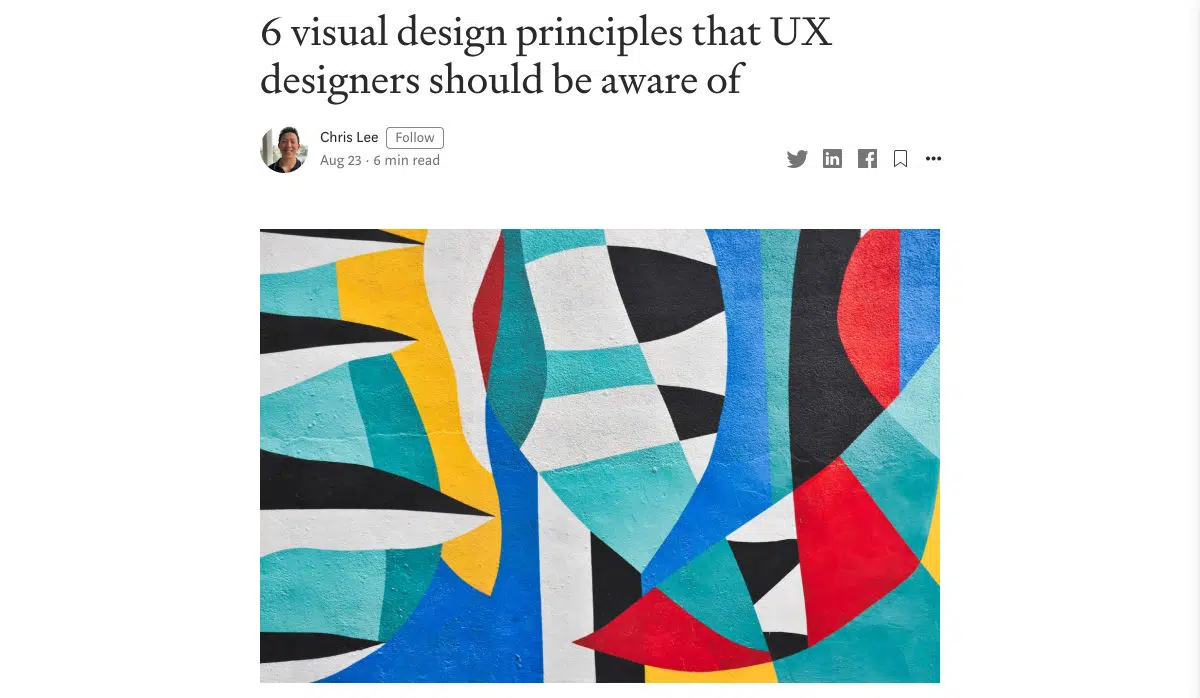 6 visual design principles that UX
designers should be aware of
Chris Lee Follow
Aug 23 · 6 min read